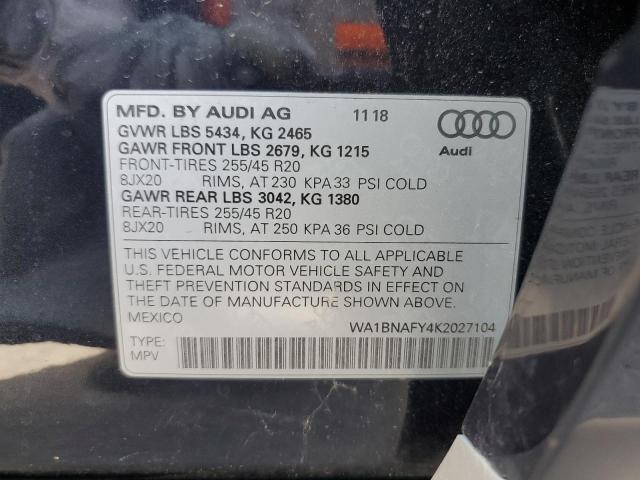 MFD. BY AUDI AG 11 18
GVWR LBS 5434, KG 2465
GAWR FRONT LBS 2679, KG 1215
FRONT-TIRES 255/45 R20
8JX20 RIMS, AT 230 KPA 33 PSI COLD
GAWR REAR LBS 3042, KG 1380
REAR-TIRES 255/45 R20
8JX20 RIMS, AT 250 KPA 36 PSI COLD
Audi
THIS VEHICLE CONFORMS TO ALL APPLICABLE
U.S. FEDERAL MOTOR VEHICLE SAFETY AND
THEFT PREVENTION STANDARDS IN EFFECT ON
THE DATE OF MANUFACTURE SHOWN ABOVE.
MEXICO WA1BNAFY4K2027104
TYPE:
MPV